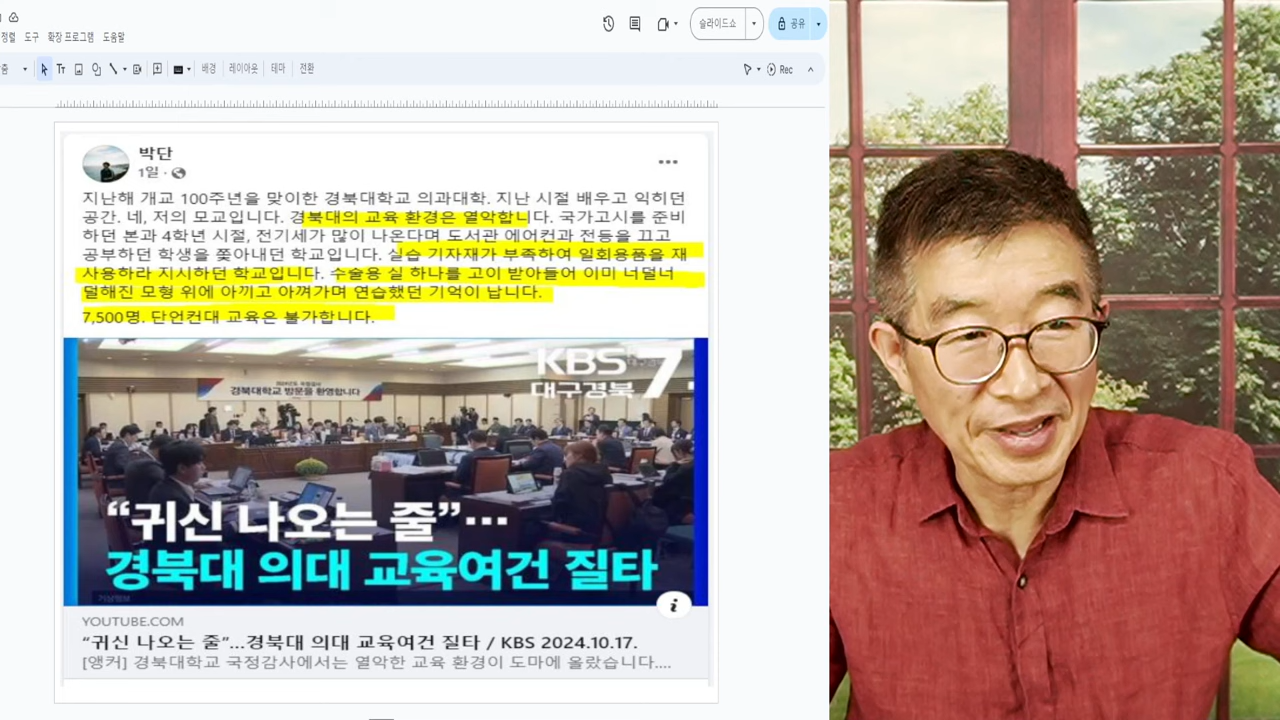 정렬 도구 확장 프로그램 도움말
슬라이드쇼
공유
배경 레이아웃 테마 전환
Rec
박단
1일 ·
지난해 개교 100주년을 맞이한 경북대학교 의과대학. 지난 시절 배우고 익히던
공간. 네, 저의 모교입니다. 경북대의 교육 환경은 열악합니다. 국가고시를 준비
하던 본과 4학년 시절, 전기세가 많이 나온다며 도서관 에어컨과 전등을 끄고
공부하던 학생을 쫓아내던 학교입니다. 실습 기자재가 부족하여 일회용품을 재
사용하라 지시하던 학교입니다. 수술용 실 하나를 고이 받아들어 이미 너덜너
덜해진 모형 위에 아끼고 아껴가며 연습했던 기억이 납니다.
7,500명. 단언컨대 교육은 불가합니다.
경북대학교 방문을 환영합니다
KBS
대구경북
7
“귀신 나오는 줄”…
경북대 의대 교육여건 질타
YOUTUBE.COM
“귀신 나오는 줄”...경북대 의대 교육여건 질타 / KBS 2024.10.17.
[앵커] 경북대학교 국정감사에서는 열악한 교육 환경이 도마에 올랐습니다....